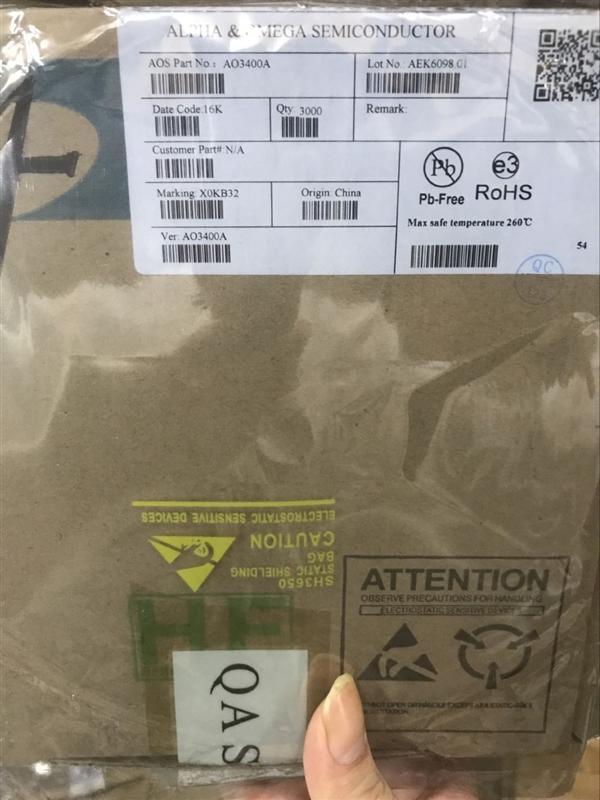 ALPHA & OMEGA SEMICONDUCTOR
AOS Part No.: AO3400A
Lot No.: AEK6098.01
Date Code:16K
Qty: 3000
Remark:
Customer Part#: N/A
Marking: X0KB32
Origin: China
Ver: AO3400A
Pb
Pb-Free
e3
RoHS
Max safe temperature 260℃
54
QC
ELECTROSTATIC SENSITIVE DEVICES
CAUTION
BAG
STATIC SHIELDING
SH3650
HF
ATTENTION
OBSERVE PRECAUTIONS FOR HANDLING
ELECTROSTATIC SENSITIVE DEVICES
QAS